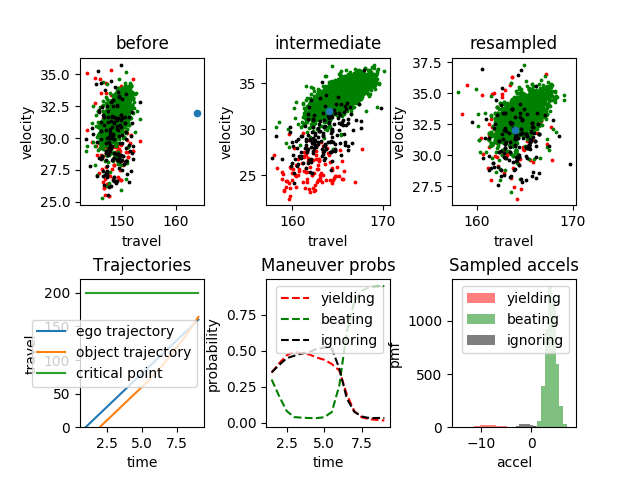 before
intermediate
resampled
35.0
32.5
30.0
27.5
25.0
velocity
150
160
travel
35
30
25
velocity
160
170
travel
37.5
35.0
32.5
30.0
27.5
velocity
160
170
travel
Trajectories
Maneuver probs
Sampled accels
200
150
100
50
0
travel
ego trajectory
object trajectory
critical point
2.5
5.0
7.5
time
0.75
0.50
0.25
0.00
probability
yielding
beating
ignoring
2.5
5.0
7.5
time
1000
500
0
pmf
yielding
beating
ignoring
−10
0
accel